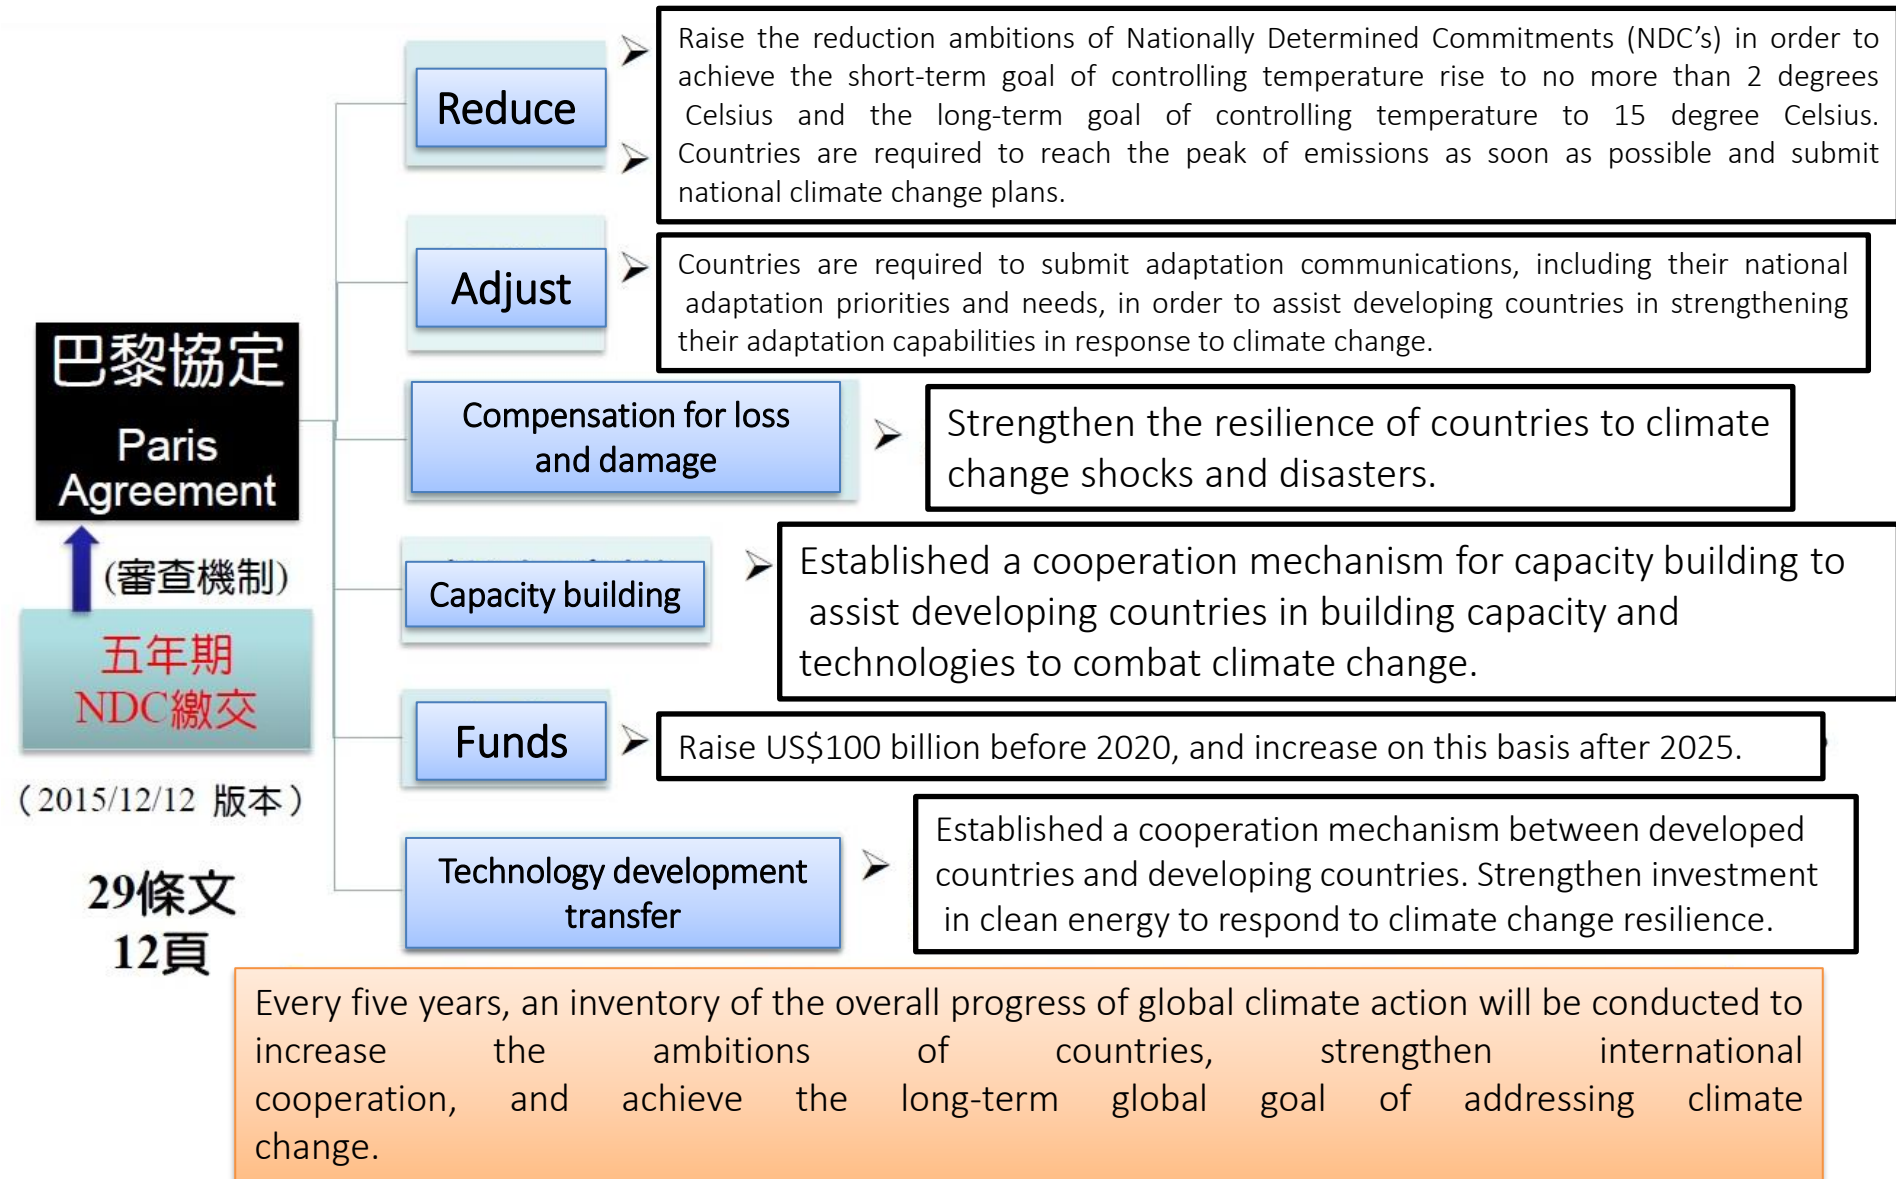 Reduce
Raise the reduction ambitions of Nationally Determined Commitments (NDC’s) in order to
achieve the short-term goal of controlling temperature rise to no more than 2 degrees
Celsius and the long-term goal of controlling temperature to 15 degree Celsius.
Countries are required to reach the peak of emissions as soon as possible and submit
national climate change plans.
Adjust
Countries are required to submit adaptation communications, including their national
adaptation priorities and needs, in order to assist developing countries in strengthening
their adaptation capabilities in response to climate change.
巴黎協定
Paris
Agreement
(審查機制)
五年期
NDC繳交
（2015/12/12 版本）
29條文
12頁
Compensation for loss
and damage
Strengthen the resilience of countries to climate
change shocks and disasters.
Capacity building
Established a cooperation mechanism for capacity building to
assist developing countries in building capacity and
technologies to combat climate change.
Funds
Raise US$100 billion before 2020, and increase on this basis after 2025.
Technology development
transfer
Established a cooperation mechanism between developed
countries and developing countries. Strengthen investment
in clean energy to respond to climate change resilience.
Every five years, an inventory of the overall progress of global climate action will be conducted to
increase the ambitions of countries, strengthen international
cooperation, and achieve the long-term global goal of addressing climate
change.